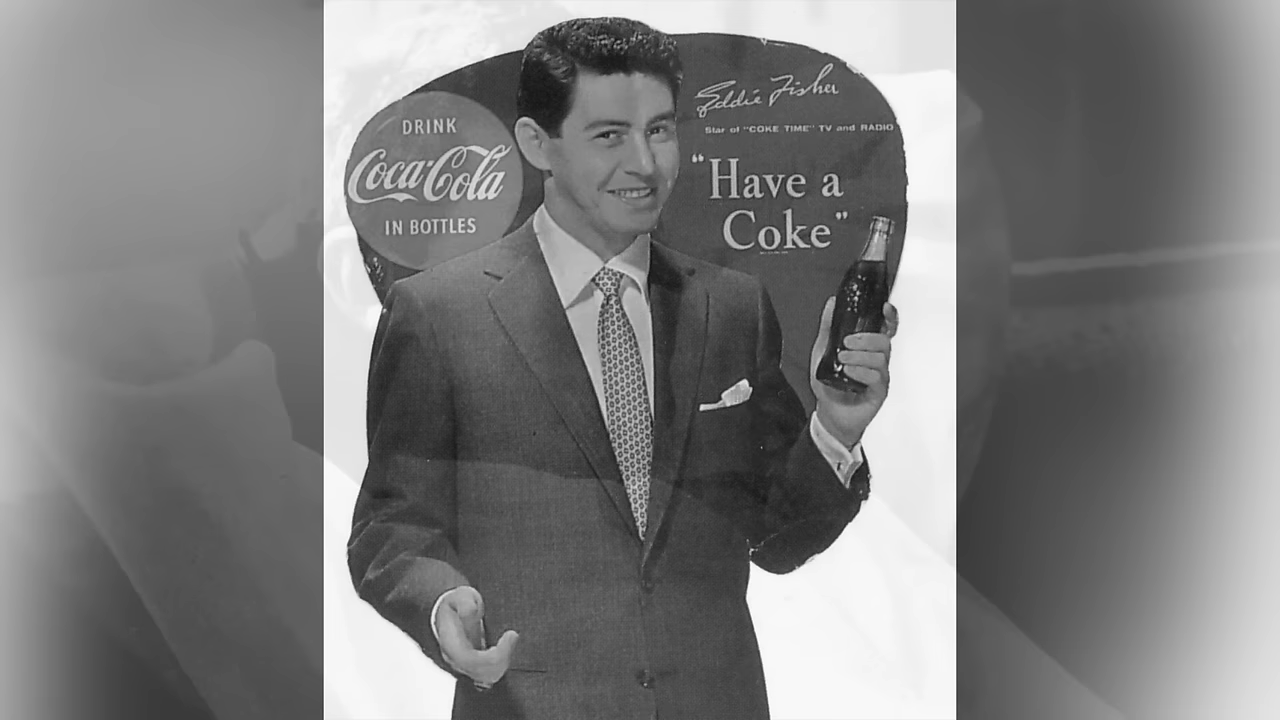 DRINK
Coca-Cola
IN BOTTLES
Eddie Fisher
Star of "COKE TIME" TV and RADIO
"Have a
Coke"